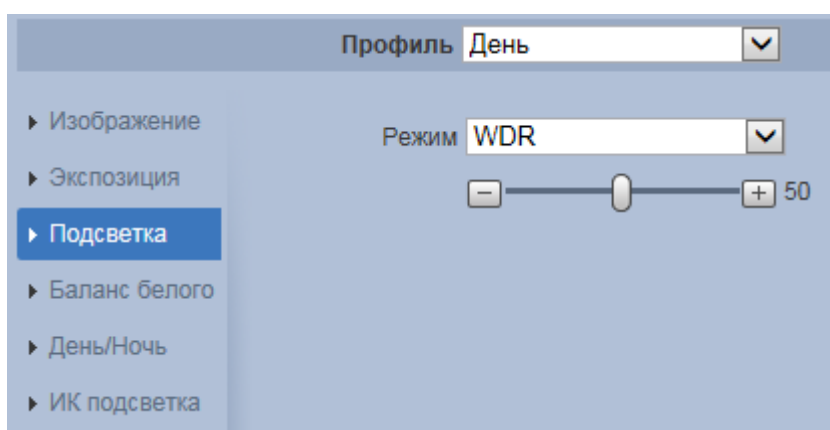 Профиль День
Изображение
Режим WDR
Экспозиция
50
Подсветка
Баланс белого
День/Ночь
ИК подсветка